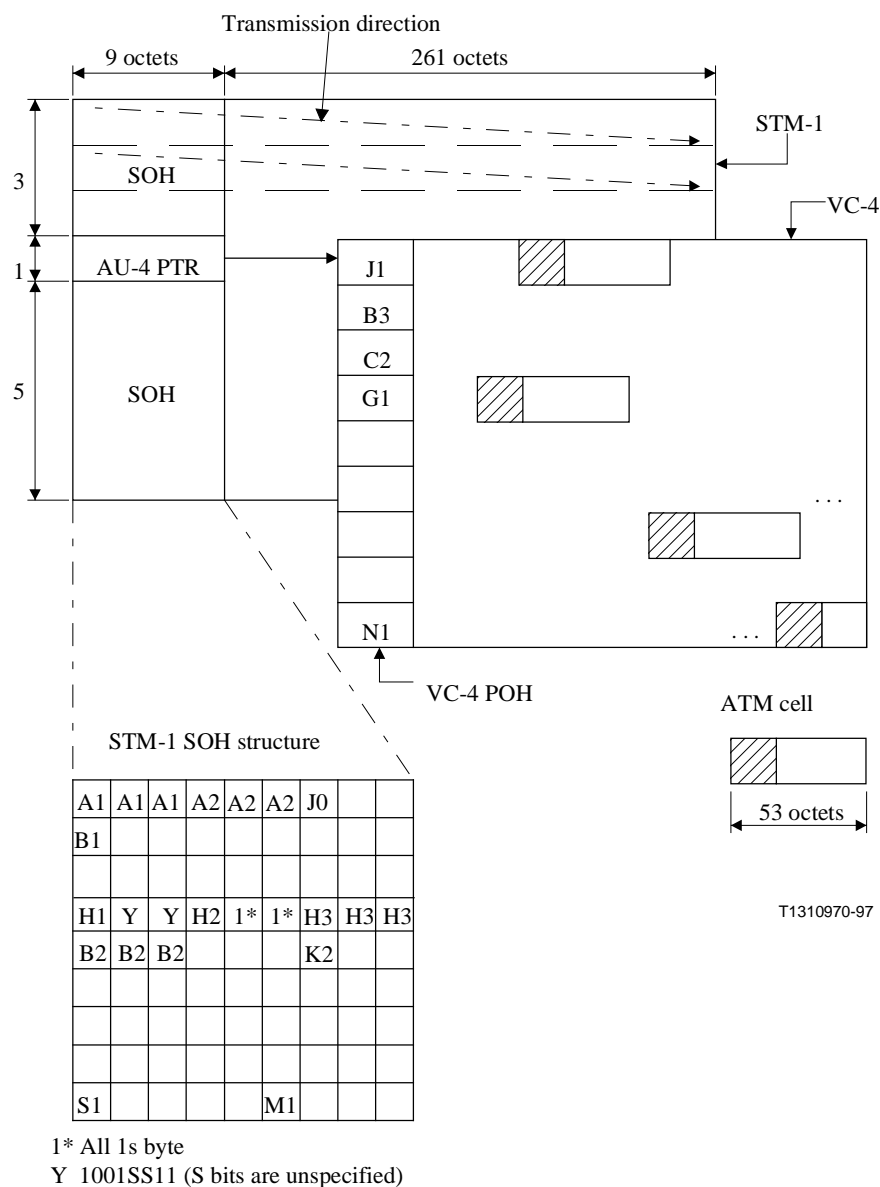 Transmission direction
9 octets 261 octets
STM-1
3 SOH
VC-4
1 AU-4 PTR J1
B3
C2
5 SOH G1
. . .
. . .
N1
VC-4 POH
ATM cell
STM-1 SOH structure
A1 A1 A1 A2 A2 A2 J0
53 octets
B1
H1 Y Y H2 1* 1* H3 H3 H3
T1310970-97
B2 B2 B2 K2
S1 M1
1* All 1s byte
Y 1001SS11 (S bits are unspecified)